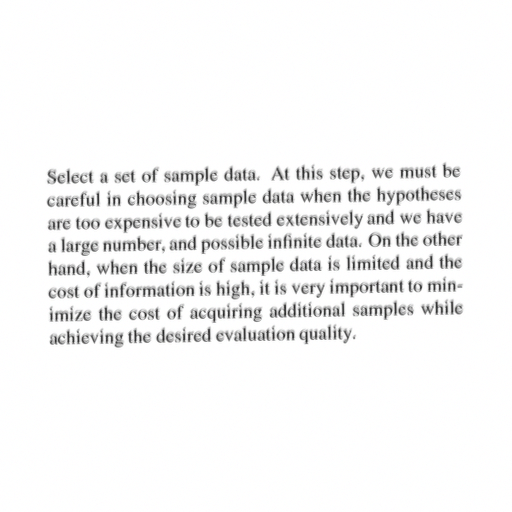 Select a set of sample data. At this step, we must be
careful in choosing sample data when the hypotheses
are too expensive to be tested extensively and we have
a large number, and possible infinite data. On the other
hand, when the size of sample data is limited and the
cost of information is high, it is very important to min-
imize the cost of acquiring additional samples while
achieving the desired evaluation quality.